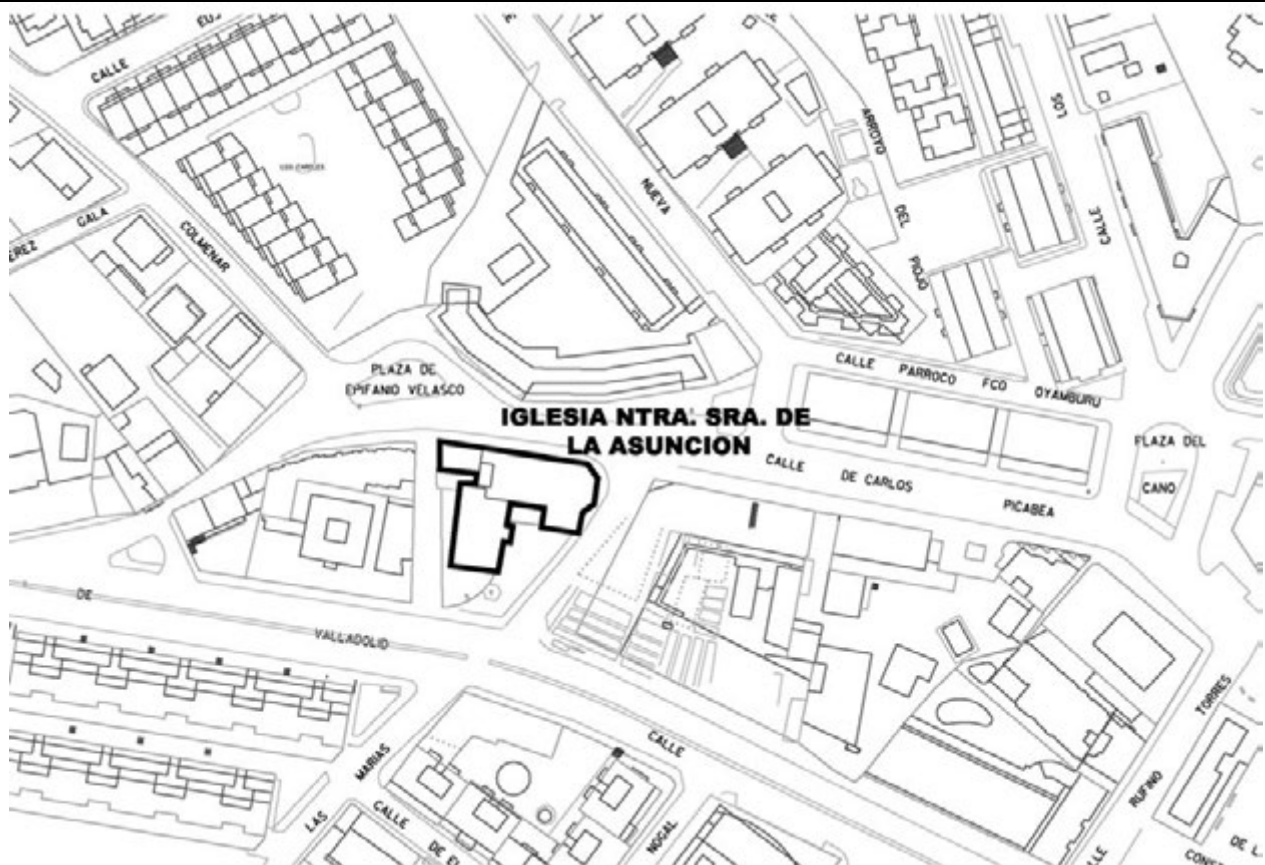 CALLE
NUEVA
ARROYO
DEL
PIOJO
LOS
CALLE
GALA
COLMENAR
PLAZA DE
EPIFANIO VELASCO
CALLE PARROCO FCO OYAMBURU
IGLESIA NTRA. SRA. DE
LA ASUNCION
CALLE DE CARLOS PICABEA
PLAZA DEL
CANO
DE VALLADOLID
CALLE
LAS MARIAS
CALLE
NOGAL
RUFINO TORRES